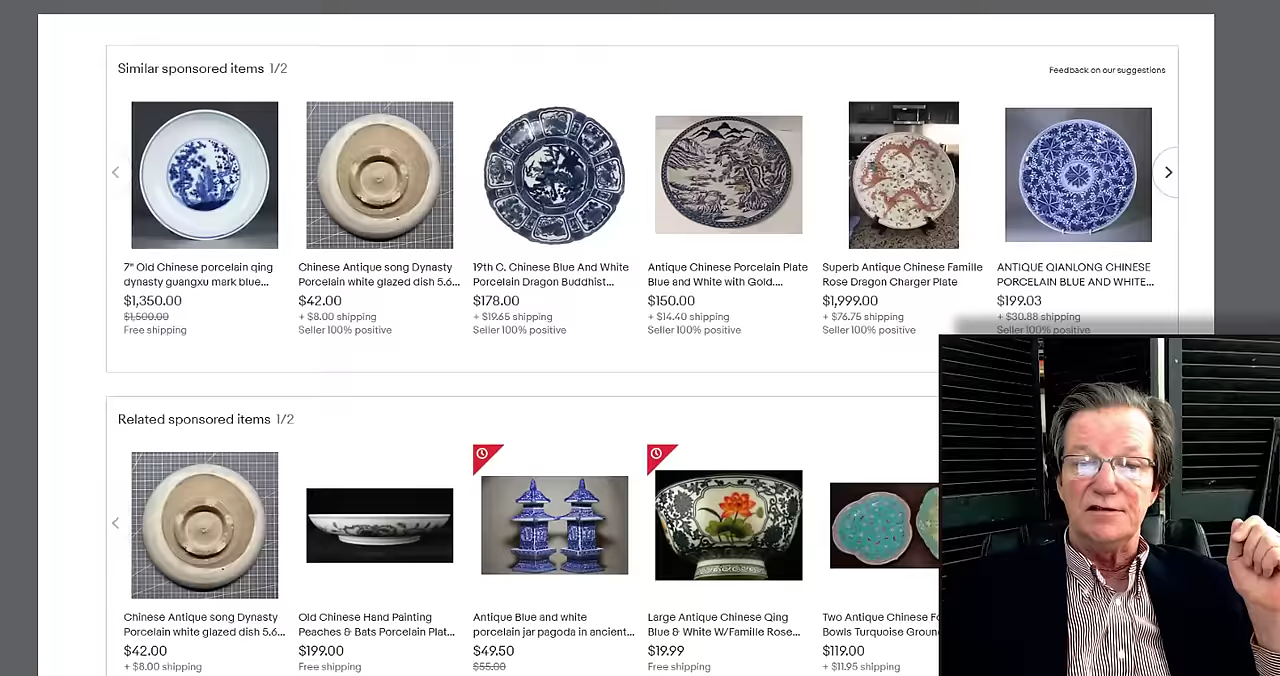 Similar sponsored items 1/2
Feedback on our suggestions
7" Old Chinese porcelain qing
dynasty guangxu mark blue...
$1,350.00
$1,500.00
Free shipping
Chinese Antique song Dynasty
Porcelain white glazed dish 5.6...
$42.00
+ $8.00 shipping
Seller 100% positive
19th C. Chinese Blue And White
Porcelain Dragon Buddhist...
$178.00
+ $19.65 shipping
Seller 100% positive
Antique Chinese Porcelain Plate
Blue and White with Gold....
$150.00
+ $14.40 shipping
Seller 100% positive
Superb Antique Chinese Famille
Rose Dragon Charger Plate
$1,999.00
+ $76.75 shipping
Seller 100% positive
ANTIQUE QIANLONG CHINESE
PORCELAIN BLUE AND WHITE...
$199.03
+ $30.88 shipping
Seller 100% positive
Related sponsored items 1/2
Chinese Antique song Dynasty
Porcelain white glazed dish 5.6...
$42.00
+ $8.00 shipping
Old Chinese Hand Painting
Peaches & Bats Porcelain Plat...
$199.00
Free shipping
Antique Blue and white
porcelain jar pagoda in ancient...
$49.50
$55.00
Large Antique Chinese Qing
Blue & White W/Famille Rose...
$19.99
Free shipping
Two Antique Chinese
Bowls Turquoise
$119.00
+ $11.95 shipping